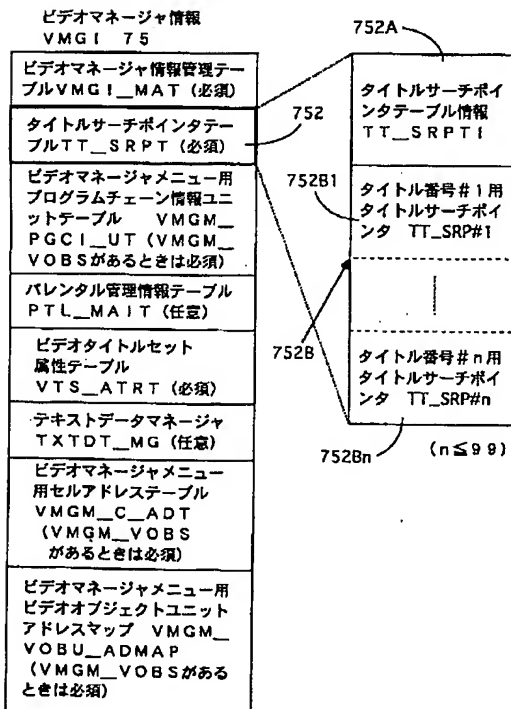 ビデオマネージャ情報
VMGI 75
ビデオマネージャ情報管理テー
ブルVMGI_MAT (必須)
タイトルサーチポインタテー
ブルTT_SRPT (必須)
ビデオマネージャメニュー用
プログラムチェーン情報ユニ
ットテーブル VMGM_
PGCI_UT (VMGM_
VOBSがあるときは必須)
パレンタル管理情報テーブル
PTL_MAIT (任意)
ビデオタイトルセット
属性テーブル
VTS_ATRT (必須)
テキストデータマネージャ
TXTDT_MG (任意)
ビデオマネージャメニュー
用セルアドレステーブル
VMGM_C_ADT
(VMGM_VOBS
があるときは必須)
ビデオマネージャメニュー用
ビデオオブジェクトユニット
アドレスマップ VMGM_
VOBU_ADMAP
(VMGM_VOBSがある
ときは必須)
752
752A
タイトルサーチポイ
ンタテーブル情報
TT_SRPTI
752B1
タイトル番号#1用
タイトルサーチポイ
ンタ TT_SRP#1
752B
タイトル番号#n用
タイトルサーチポイ
ンタ TT_SRP#n
752Bn
(n≦99)